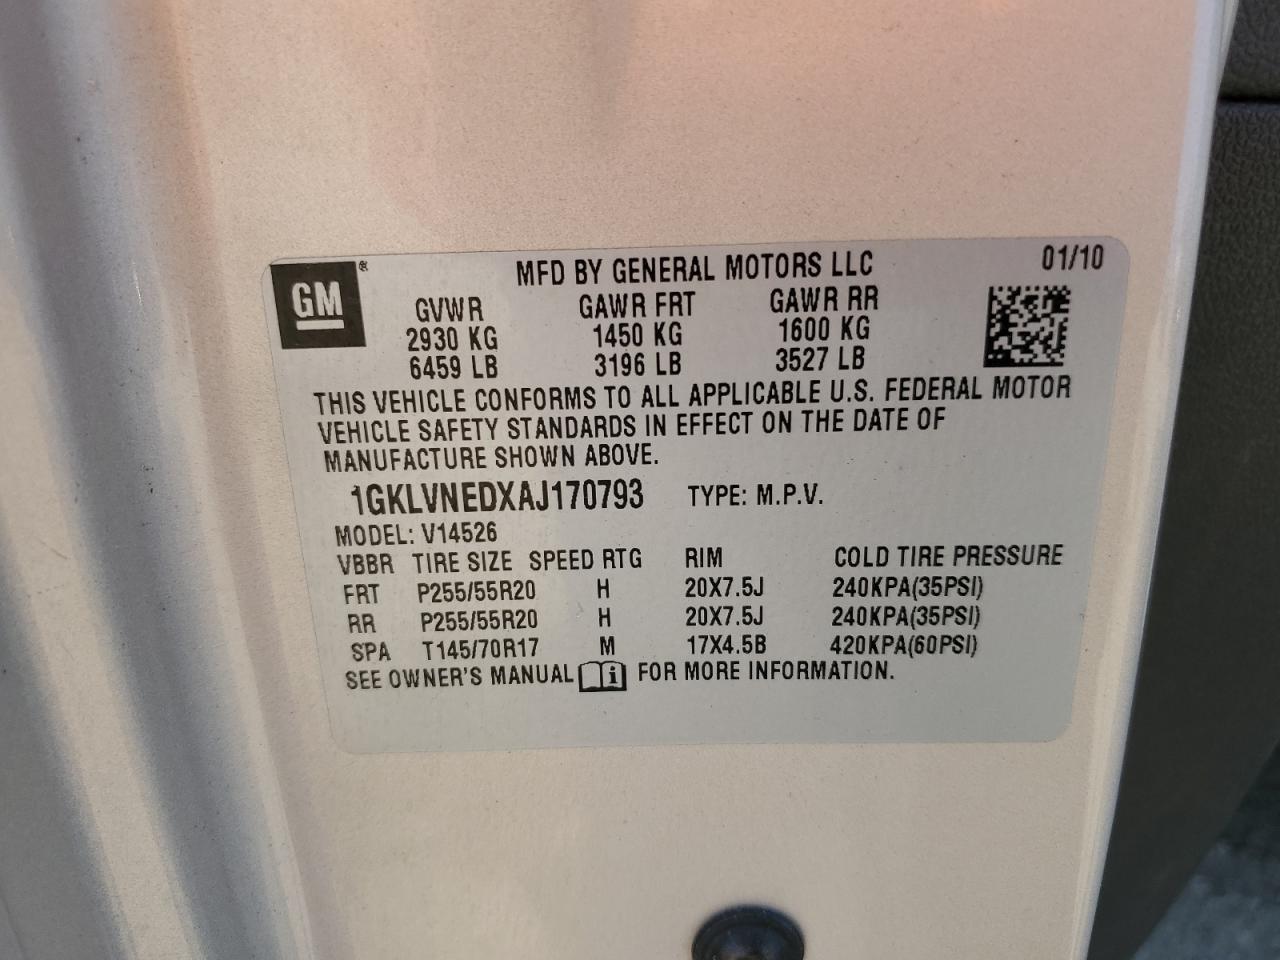 GM ® MFD BY GENERAL MOTORS LLC 01/10
GVWR GAWR FRT GAWR RR
2930 KG 1450 KG 1600 KG
6459 LB 3196 LB 3527 LB
THIS VEHICLE CONFORMS TO ALL APPLICABLE U.S. FEDERAL MOTOR
VEHICLE SAFETY STANDARDS IN EFFECT ON THE DATE OF
MANUFACTURE SHOWN ABOVE.
1GKLVNEDXAJ170793 TYPE: M.P.V.
MODEL: V14526
VBBR TIRE SIZE SPEED RTG RIM COLD TIRE PRESSURE
FRT P255/55R20 H 20X7.5J 240KPA(35PSI)
RR P255/55R20 H 20X7.5J 240KPA(35PSI)
SPA T145/70R17 M 17X4.5B 420KPA(60PSI)
SEE OWNER'S MANUAL i FOR MORE INFORMATION.